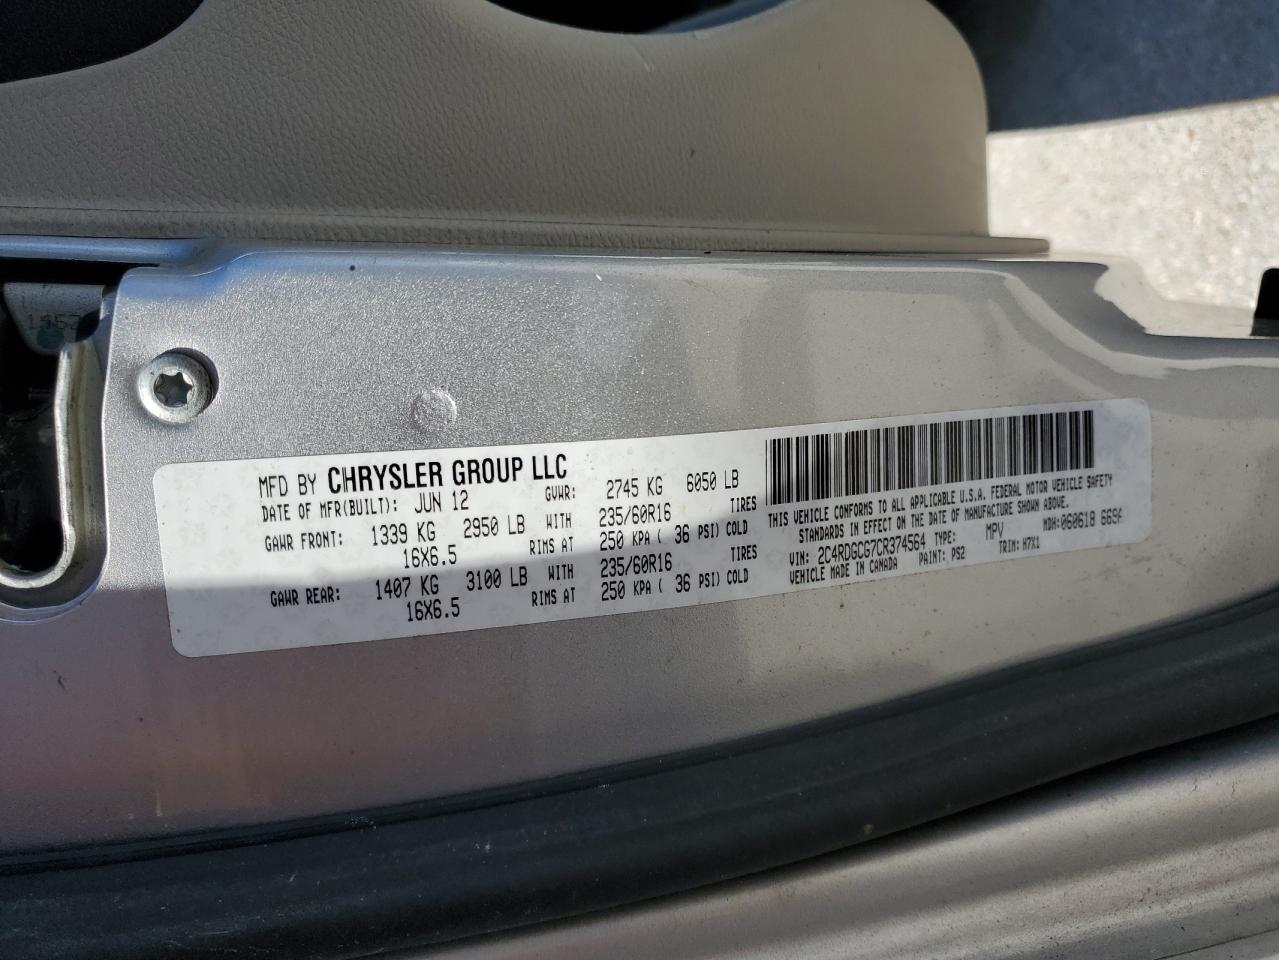 MFD BY CHRYSLER GROUP LLC
DATE OF MFR(BUILT): JUN 12 GVWR: 2745 KG 6050 LB
GAWR FRONT: 1339 KG 2950 LB WITH 235/60R16 TIRES
16X6.5 RIMS AT 250 KPA ( 36 PSI) COLD
GAWR REAR: 1407 KG 3100 LB WITH 235/60R16 TIRES
16X6.5 RIMS AT 250 KPA ( 36 PSI) COLD
THIS VEHICLE CONFORMS TO ALL APPLICABLE U.S.A. FEDERAL MOTOR VEHICLE SAFETY
STANDARDS IN EFFECT ON THE DATE OF MANUFACTURE SHOWN ABOVE.
VIN: 2C4RDGCG7CR374564 TYPE: MPV MDH: 060618
VEHICLE MADE IN CANADA PAINT: PS2 TRIM: H7X1